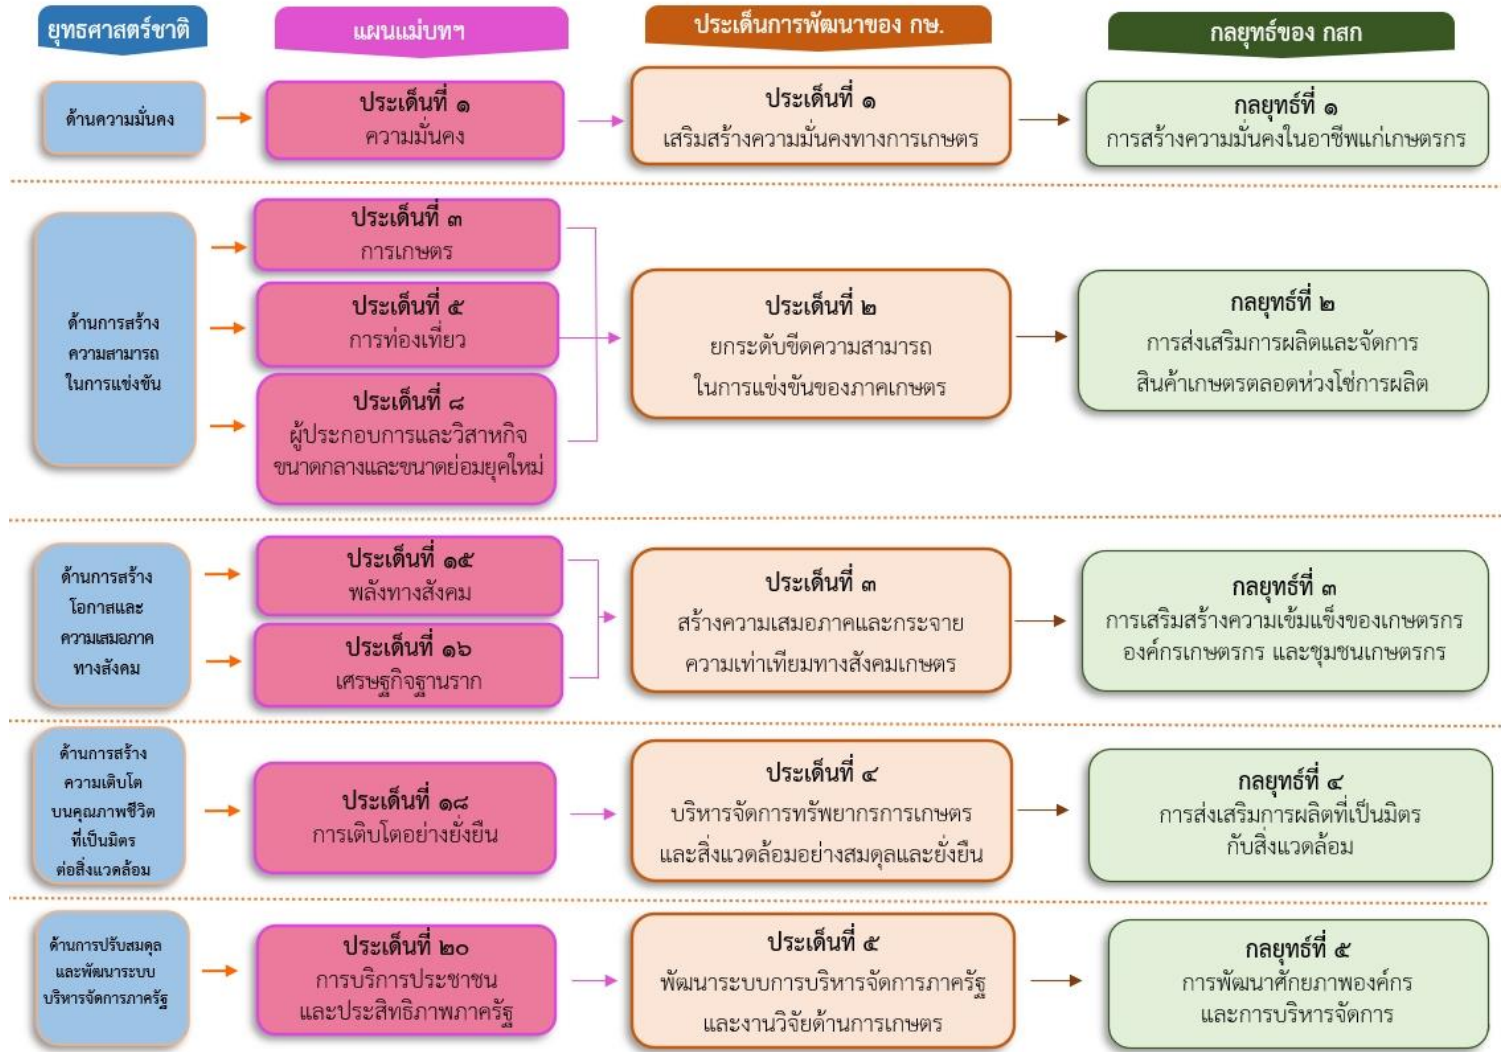 ยุทธศาสตร์ชาติ
แผนแม่บทฯ
ประเด็นการพัฒนาของ กษ.
กลยุทธ์ของ กสก
ด้านความมั่นคง
ประเด็นที่ ๑
ความมั่นคง
ประเด็นที่ ๑
เสริมสร้างความมั่นคงทางการเกษตร
กลยุทธ์ที่ ๑
การสร้างความมั่นคงในอาชีพแก่เกษตรกร
ด้านการสร้าง
ความสามารถ
ในการแข่งขัน
ประเด็นที่ ๓
การเกษตร
ประเด็นที่ ๕
การท่องเที่ยว
ประเด็นที่ ๘
ผู้ประกอบการและวิสาหกิจ
ขนาดกลางและขนาดย่อมยุคใหม่
ประเด็นที่ ๒
ยกระดับขีดความสามารถ
ในการแข่งขันของภาคเกษตร
กลยุทธ์ที่ ๒
การส่งเสริมการผลิตและจัดการ
สินค้าเกษตรตลอดห่วงโซ่การผลิต
ด้านการสร้าง
โอกาสและ
ความเสมอภาค
ทางสังคม
ประเด็นที่ ๑๕
พลังทางสังคม
ประเด็นที่ ๑๖
เศรษฐกิจฐานราก
ประเด็นที่ ๓
สร้างความเสมอภาคและกระจาย
ความเท่าเทียมทางสังคมเกษตร
กลยุทธ์ที่ ๓
การเสริมสร้างความเข้มแข็งของเกษตรกร
องค์กรเกษตรกร และชุมชนเกษตรกร
ด้านการสร้าง
ความเติบโต
บนคุณภาพชีวิต
ที่เป็นมิตร
ต่อสิ่งแวดล้อม
ประเด็นที่ ๑๘
การเติบโตอย่างยั่งยืน
ประเด็นที่ ๔
บริหารจัดการทรัพยากรการเกษตร
และสิ่งแวดล้อมอย่างสมดุลและยั่งยืน
กลยุทธ์ที่ ๔
การส่งเสริมการผลิตที่เป็นมิตร
กับสิ่งแวดล้อม
ด้านการปรับสมดุล
และพัฒนาระบบ
บริหารจัดการภาครัฐ
ประเด็นที่ ๒๐
การบริการประชาชน
และประสิทธิภาพภาครัฐ
ประเด็นที่ ๕
พัฒนาระบบการบริหารจัดการภาครัฐ
และงานวิจัยด้านการเกษตร
กลยุทธ์ที่ ๕
การพัฒนาศักยภาพองค์กร
และการบริหารจัดการ